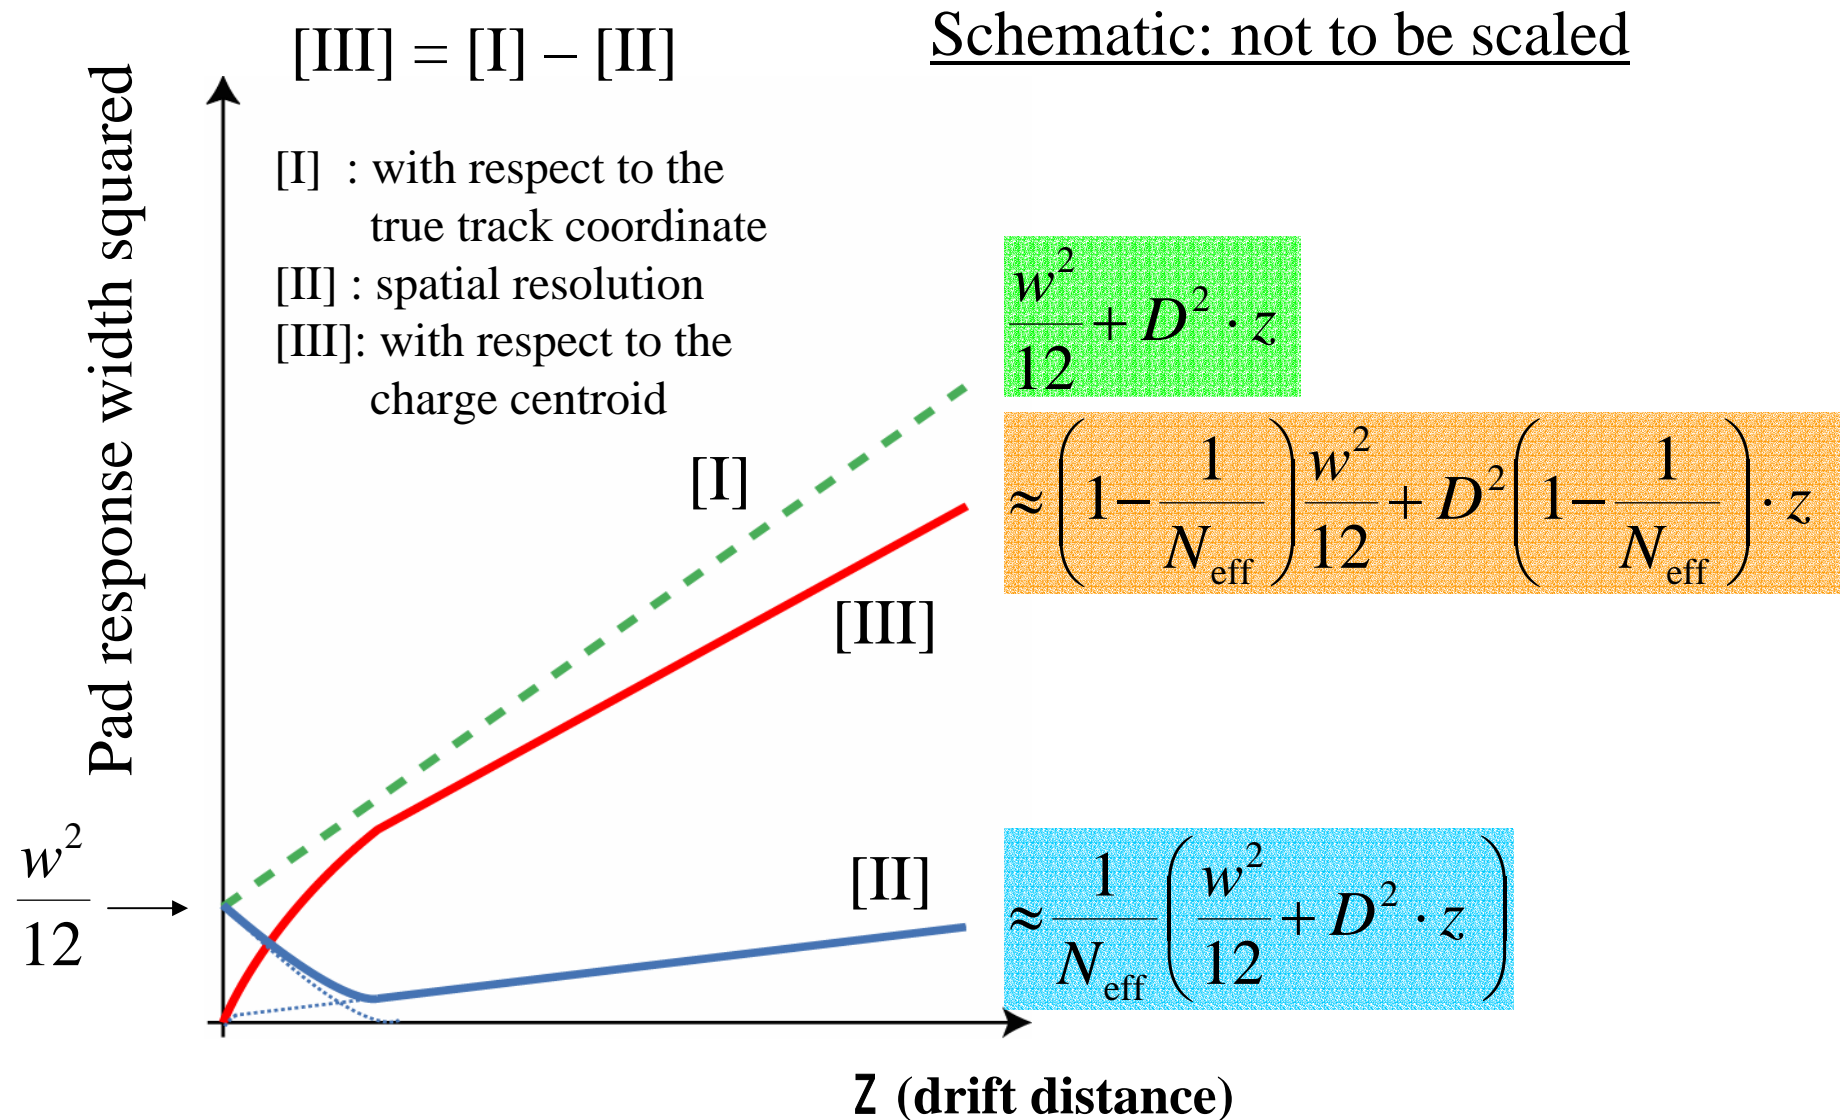 [III] = [I] – [II]
Schematic: not to be scaled
Pad response width squared
[I] : with respect to the
true track coordinate
[II] : spatial resolution
[III]: with respect to the
charge centroid
w²/12 + D² · z
[I]
≈ (1 − 1/N_eff) w²/12 + D² (1 − 1/N_eff) · z
[III]
w²/12
[II]
≈ 1/N_eff (w²/12 + D² · z)
Z (drift distance)